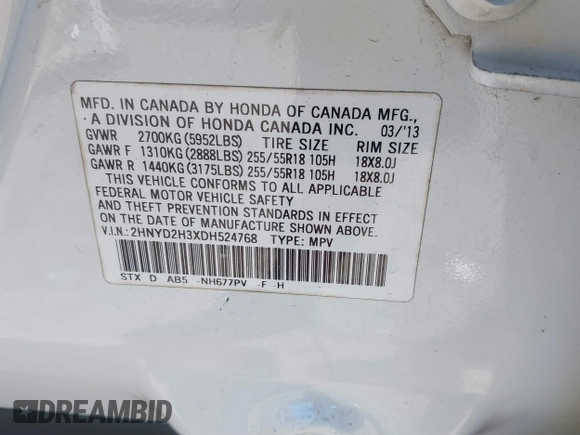 MFD. IN CANADA BY HONDA OF CANADA MFG.,
A DIVISION OF HONDA CANADA INC. 03/'13
GVWR 2700KG (5952LBS) TIRE SIZE RIM SIZE
GAWR F 1310KG (2888LBS) 255/55R18 105H 18X8.0J
GAWR R 1440KG (3175LBS) 255/55R18 105H 18X8.0J
THIS VEHICLE CONFORMS TO ALL APPLICABLE
FEDERAL MOTOR VEHICLE SAFETY
AND THEFT PREVENTION STANDARDS IN EFFECT
ON THE DATE OF MANUFACTURE SHOWN ABOVE.
V.I.N.: 2HNYD2H3XDH524768 TYPE: MPV
STX D AB5 -NH677PV -F -H
DREAMBID